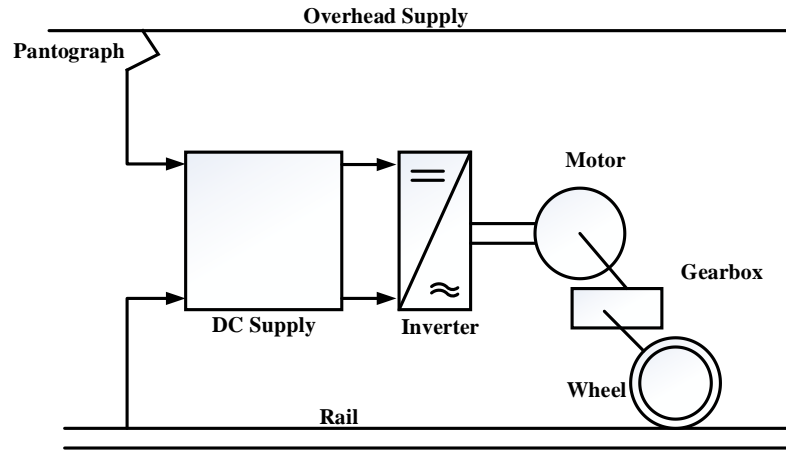 Overhead Supply
Pantograph
Motor
Gearbox
DC Supply
Inverter
Wheel
Rail